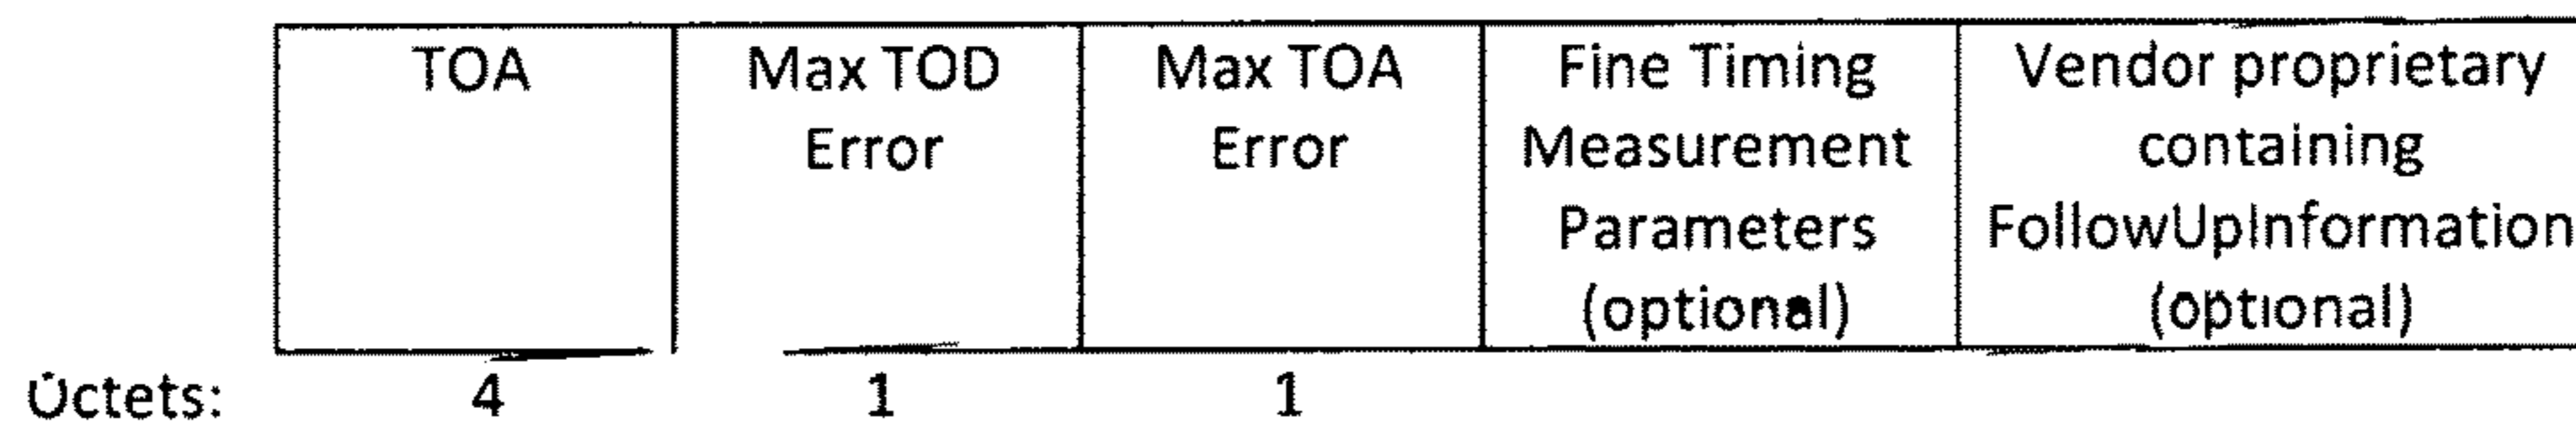 TOA Max TOD Max TOA Fine Timing Vendor proprietary
Error Error Measurement containing
Parameters FollowUpInformation
(optional) (optional)
Octets: 4 1 1